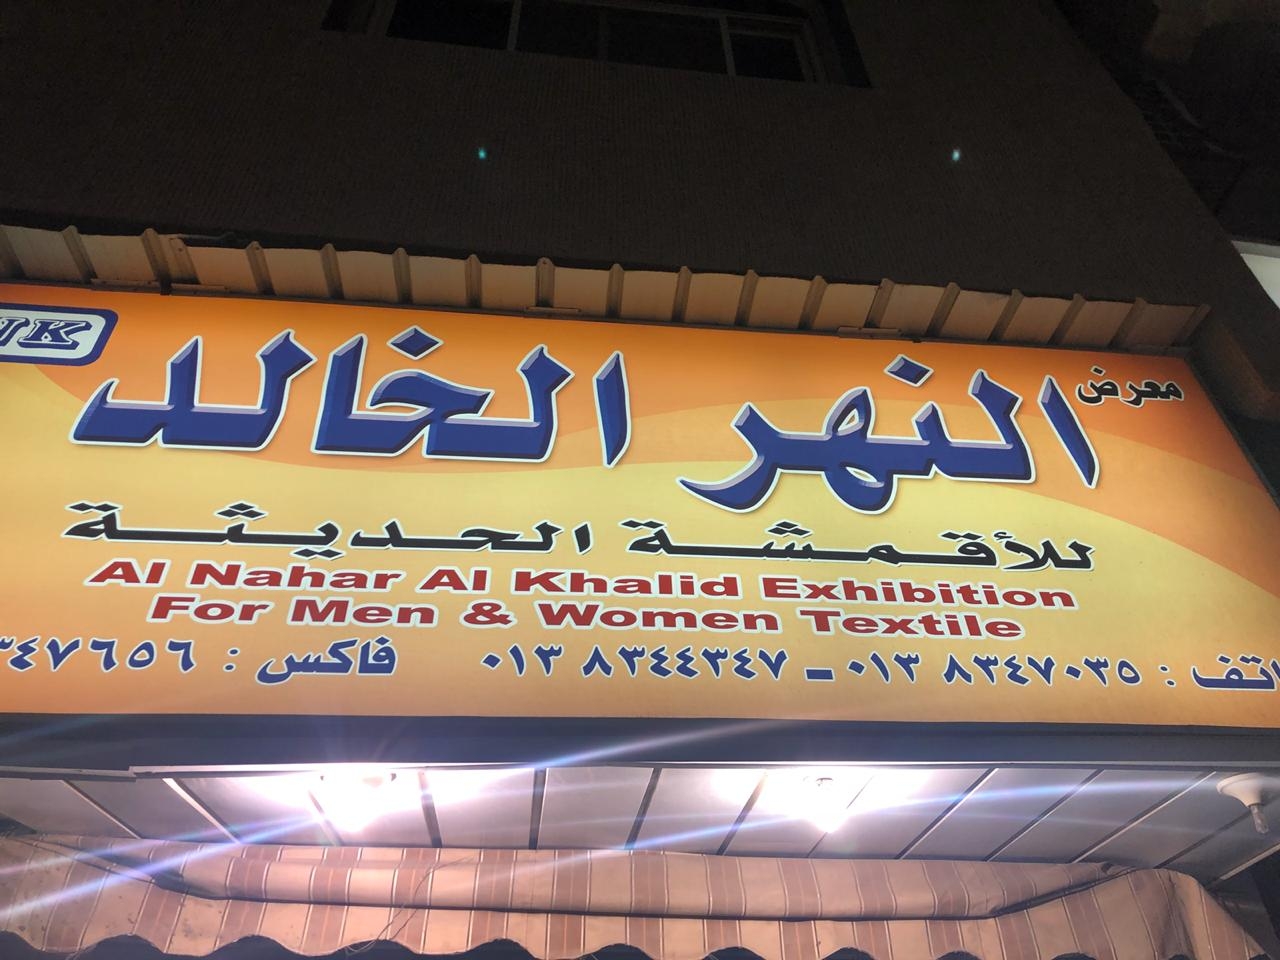 معرض
النهر الخالد
للأقمشة الحديثة
Al Nahar Al Khalid Exhibition
For Men & Women Textile
: ٠١٣ ٨٣٤٧٠٣٥ - ٠١٣ ٨٣٤٤٣٤٧ فاكس : ٣٤٧٦٥٦